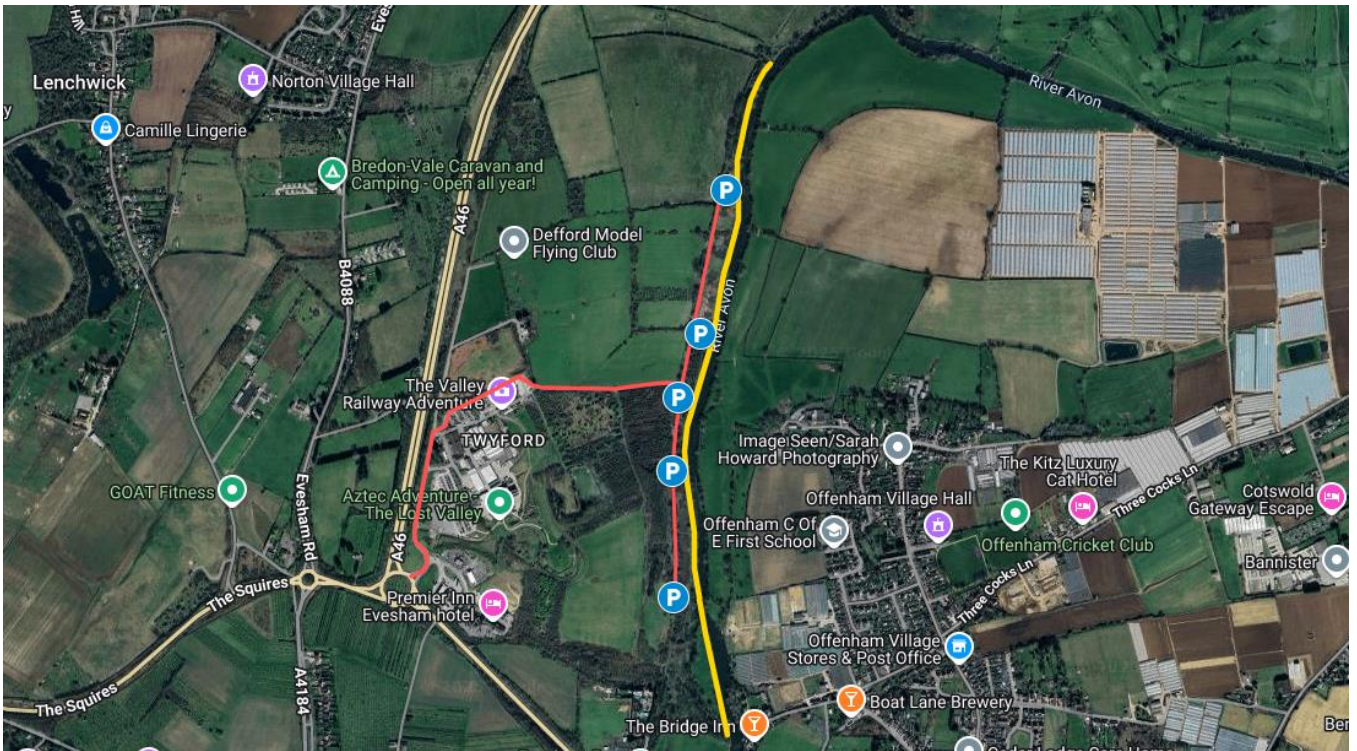 Lenchwick
Norton Village Hall
Camille Lingerie
Bredon-Vale Caravan and
Camping - Open all year!
A46
B4088
Defford Model
Flying Club
River Avon
River Avon
P
P
P
P
P
The Valley
Railway Adventure
TWYFORD
GOAT Fitness
Aztec Adventure -
The Lost Valley
Evesham Rd
A46
The Squires
The Squires
A4184
Premier Inn
Evesham hotel
Image Seen/Sarah
Howard Photography
The Kitz Luxury
Cat Hotel
Three Cocks Ln
Cotswold
Gateway Escape
Offenham Village Hall
Offenham C Of
E First School
Offenham Cricket Club
Bannister
Three Cocks Ln
Offenham Village
Stores & Post Office
Boat Lane Brewery
The Bridge Inn